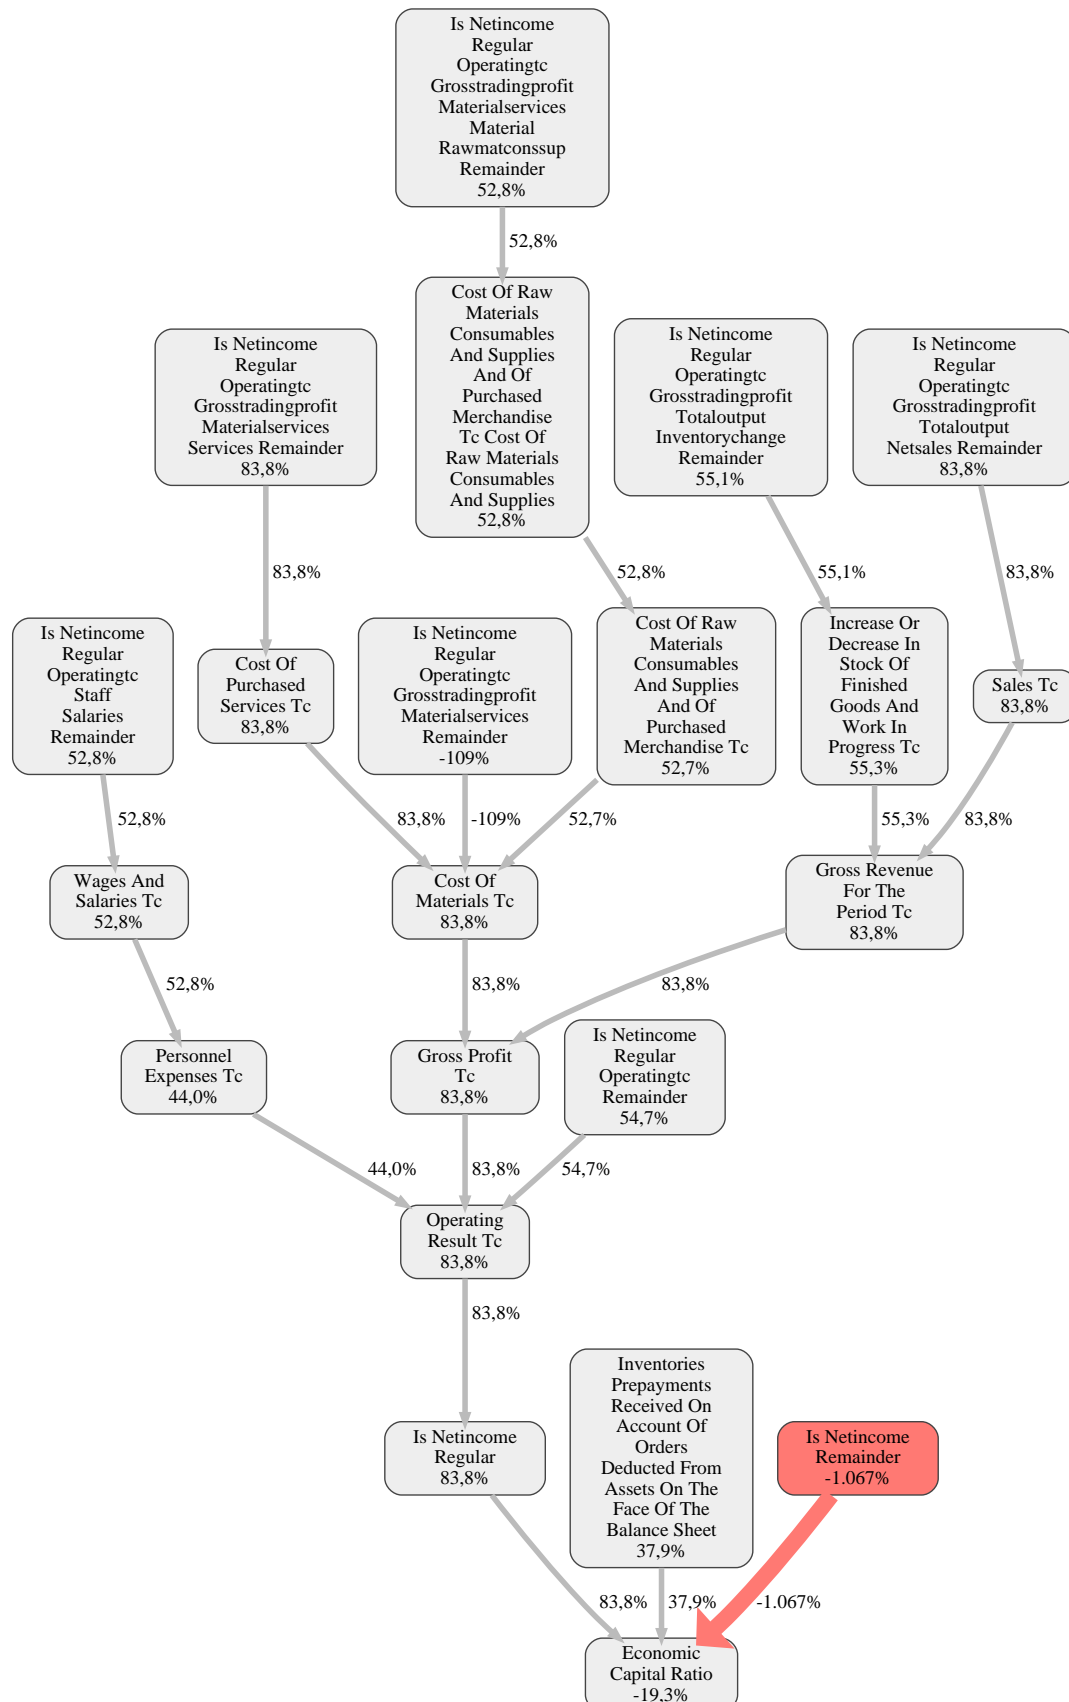 Is Netincome
Regular
Operatingtc
Grosstradingprofit
Materialservices
Material
Rawmatconssup
Remainder
52,8%
52,8%
Cost Of Raw
Materials
Consumables
And Supplies
And Of
Purchased
Merchandise
Tc Cost Of
Raw Materials
Consumables
And Supplies
52,8%
Is Netincome
Regular
Operatingtc
Grosstradingprofit
Totaloutput
Inventorychange
Remainder
55,1%
Is Netincome
Regular
Operatingtc
Grosstradingprofit
Materialservices
Services Remainder
83,8%
Is Netincome
Regular
Operatingtc
Grosstradingprofit
Totaloutput
Netsales Remainder
83,8%
83,8%
52,8%
55,1%
83,8%
Is Netincome
Regular
Operatingtc
Staff
Salaries
Remainder
52,8%
Cost Of
Purchased
Services Tc
83,8%
Is Netincome
Regular
Operatingtc
Grosstradingprofit
Materialservices
Remainder
-109%
Cost Of Raw
Materials
Consumables
And Supplies
And Of
Purchased
Merchandise Tc
52,7%
Increase Or
Decrease In
Stock Of
Finished
Goods And
Work In
Progress Tc
55,3%
Sales Tc
83,8%
52,8%
83,8%
-109%
52,7%
55,3%
83,8%
Wages And
Salaries Tc
52,8%
Cost Of
Materials Tc
83,8%
Gross Revenue
For The
Period Tc
83,8%
52,8%
83,8%
83,8%
Personnel
Expenses Tc
44,0%
Gross Profit
Tc
83,8%
Is Netincome
Regular
Operatingtc
Remainder
54,7%
44,0%
83,8%
54,7%
Operating
Result Tc
83,8%
83,8%
Is Netincome
Regular
83,8%
Inventories
Prepayments
Received On
Account Of
Orders
Deducted From
Assets On The
Face Of The
Balance Sheet
37,9%
Is Netincome
Remainder
-1.067%
83,8%
37,9%
-1.067%
Economic
Capital Ratio
-19,3%